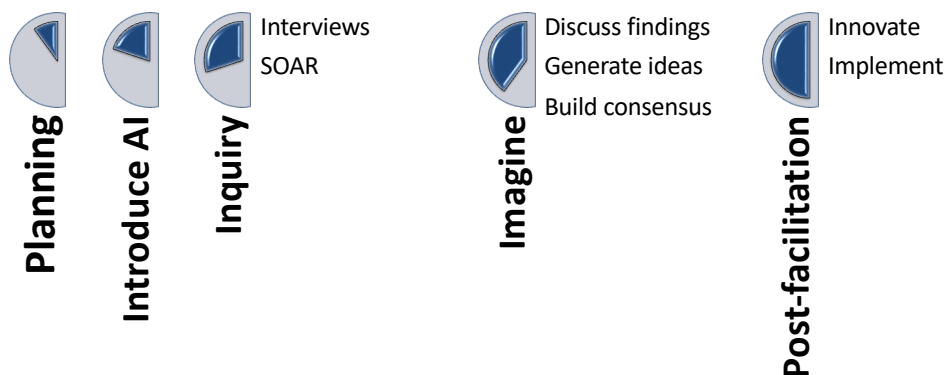 Planning
Introduce AI
Inquiry
Interviews
SOAR
Imagine
Discuss findings
Generate ideas
Build consensus
Post-facilitation
Innovate
Implement